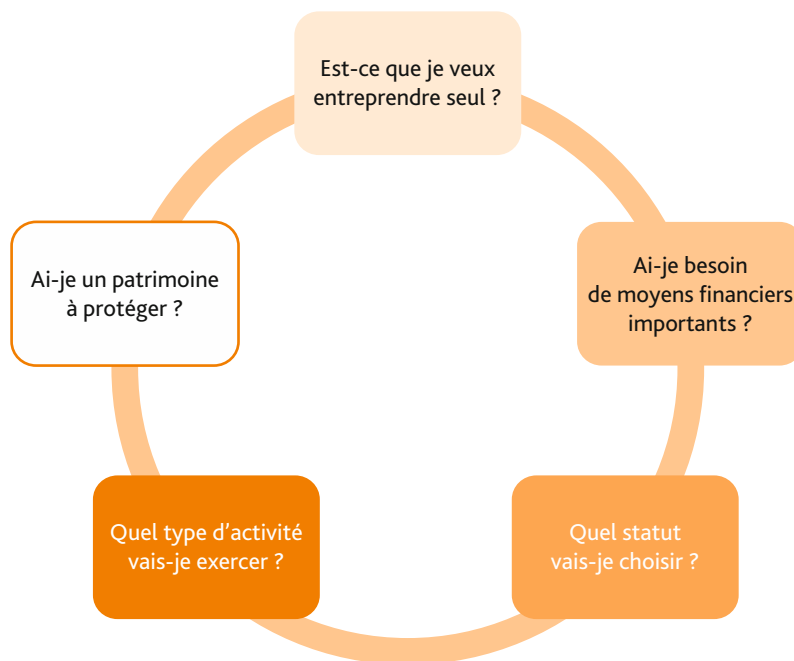 Est-ce que je veux
entreprendre seul ?
Ai-je besoin
de moyens financiers
importants ?
Quel statut
vais-je choisir ?
Quel type d’activité
vais-je exercer ?
Ai-je un patrimoine
à protéger ?